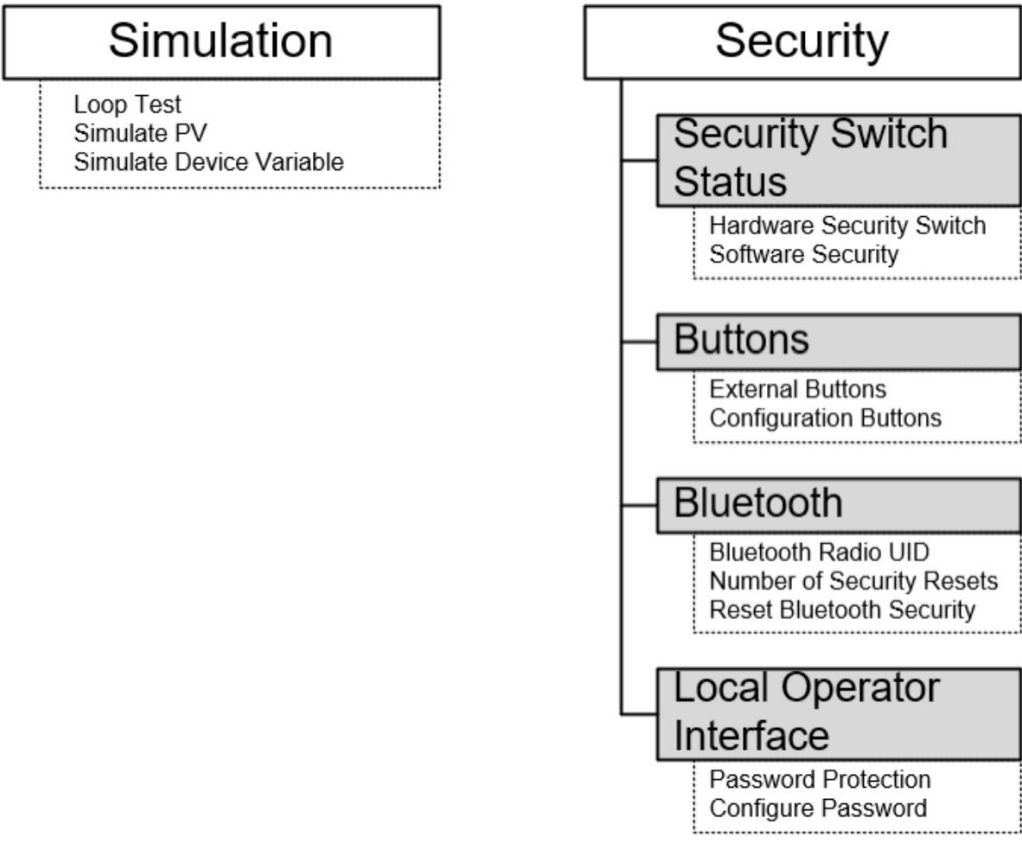 Simulation
Loop Test
Simulate PV
Simulate Device Variable
Security
Security Switch
Status
Hardware Security Switch
Software Security
Buttons
External Buttons
Configuration Buttons
Bluetooth
Bluetooth Radio UID
Number of Security Resets
Reset Bluetooth Security
Local Operator
Interface
Password Protection
Configure Password